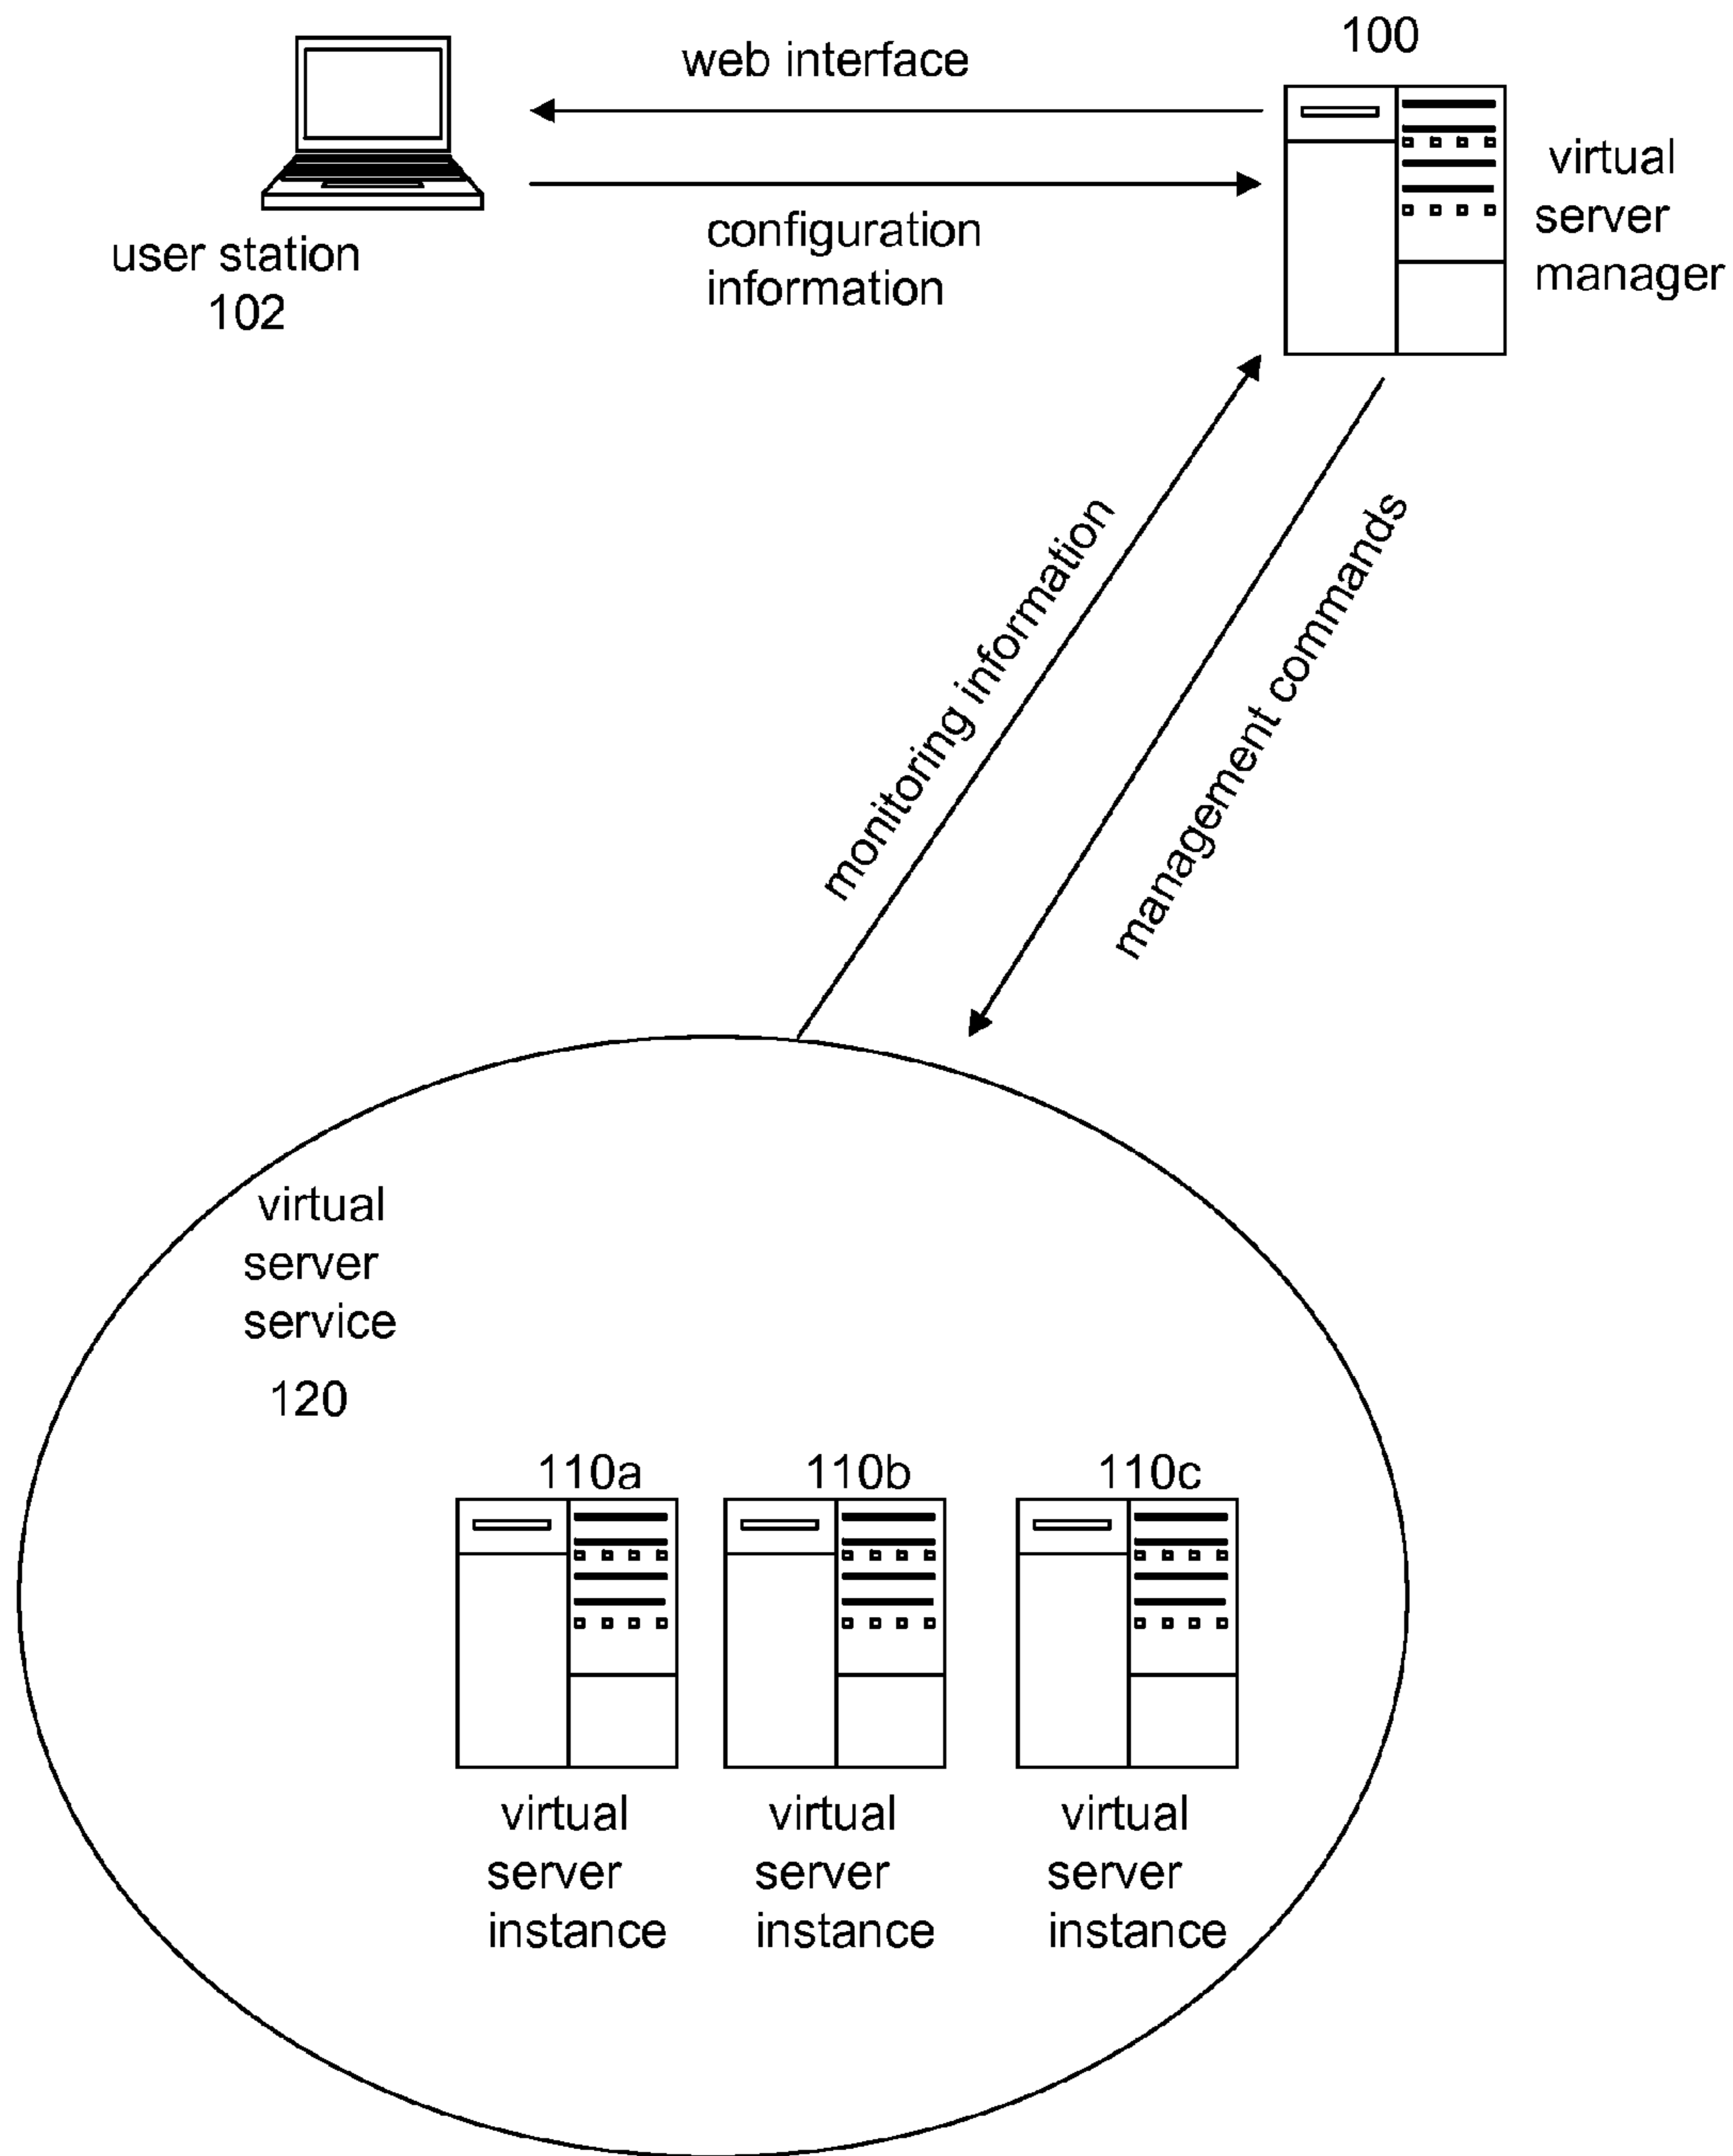 100
web interface
virtual
server
manager
configuration
information
user station
102
monitoring information
management commands
virtual
server
service
120
110a
110b
110c
virtual
server
instance
virtual
server
instance
virtual
server
instance